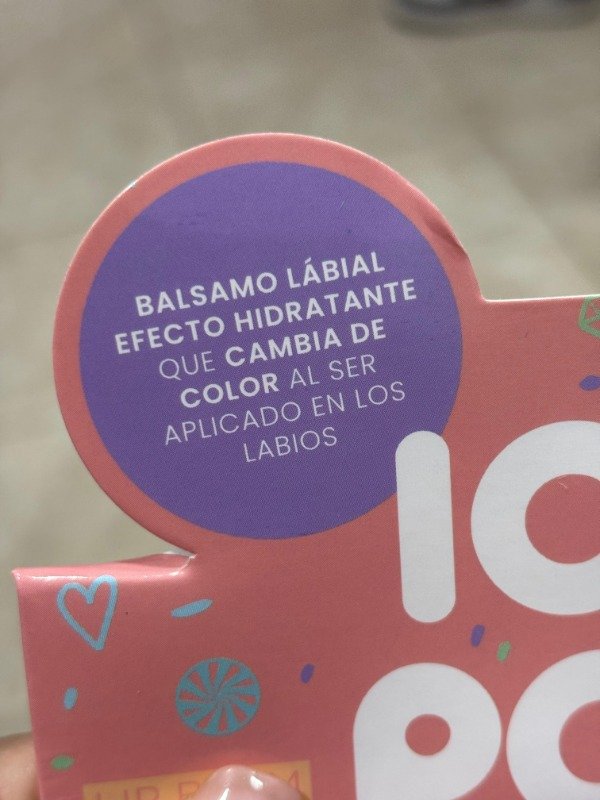 BALSAMO LÁBIAL
EFECTO HIDRATANTE
QUE CAMBIA DE
COLOR AL SER
APLICADO EN LOS
LABIOS